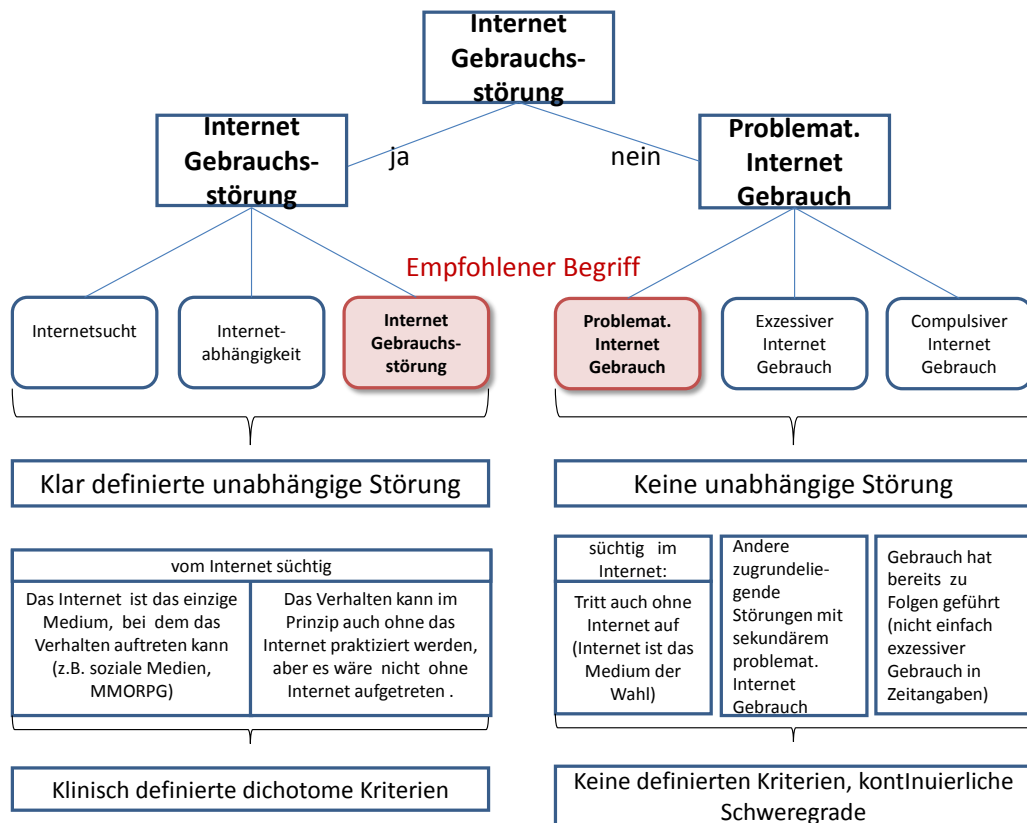 Internet
Gebrauchs-
störung
Internet
Gebrauchs-
störung
ja
nein
Problemat.
Internet
Gebrauch
Empfohlener Begriff
Internetsucht
Internet-
abhängigkeit
Internet
Gebrauchs-
störung
Problemat.
Internet
Gebrauch
Exzessiver
Internet
Gebrauch
Compulsiver
Internet
Gebrauch
Klar definierte unabhängige Störung
Keine unabhängige Störung
vom Internet süchtig
Das Internet ist das einzige
Medium, bei dem das
Verhalten auftreten kann
(z.B. soziale Medien,
MMORPG)
Das Verhalten kann im
Prinzip auch ohne das
Internet praktiziert werden,
aber es wäre nicht ohne
Internet aufgetreten .
süchtig im
Internet:
Tritt auch ohne
Internet auf
(Internet ist das
Medium der
Wahl)
Andere
zugrundelie-
gende
Störungen mit
sekundärem
problemat.
Internet
Gebrauch
Gebrauch hat
bereits zu
Folgen geführt
(nicht einfach
exzessiver
Gebrauch in
Zeitangaben)
Klinisch definierte dichotome Kriterien
Keine definierten Kriterien, kontInuierliche
Schweregrade